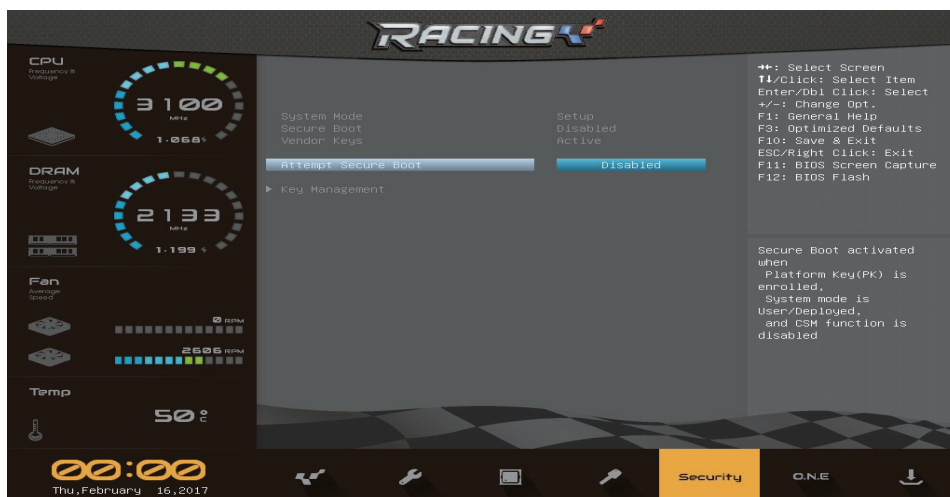 RACING
CPU
Frequency &
Voltage
3100
MHz
1.068
DRAM
Frequency &
Voltage
2133
MHz
1.199
Fan
Average
Speed
0 RPM
2606 RPM
Temp
50 °C
00:00
Thu,February 16,2017
System Mode Setup
Secure Boot Disabled
Vendor Keys Active
Attempt Secure Boot Disabled
Key Management
→←: Select Screen
↑↓/Click: Select Item
Enter/Dbl Click: Select
+/-: Change Opt.
F1: General Help
F3: Optimized Defaults
F10: Save & Exit
ESC/Right Click: Exit
F11: BIOS Screen Capture
F12: BIOS Flash
Secure Boot activated
when
Platform Key(PK) is
enrolled,
System mode is
User/Deployed,
and CSM function is
disabled
Security
O.N.E